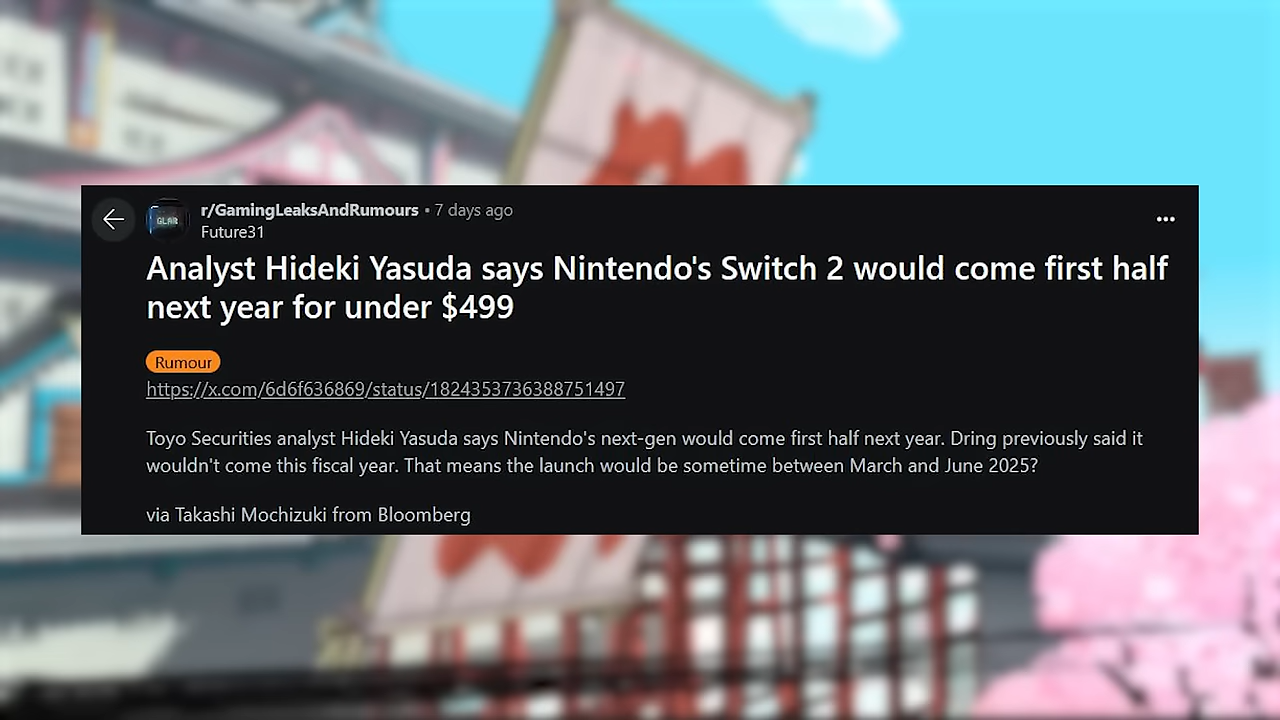 r/GamingLeaksAndRumours • 7 days ago
Future31
Analyst Hideki Yasuda says Nintendo's Switch 2 would come first half
next year for under $499
Rumour
https://x.com/6d6f636869/status/1824353736388751497
Toyo Securities analyst Hideki Yasuda says Nintendo's next-gen would come first half next year. Dring previously said it
wouldn't come this fiscal year. That means the launch would be sometime between March and June 2025?
via Takashi Mochizuki from Bloomberg